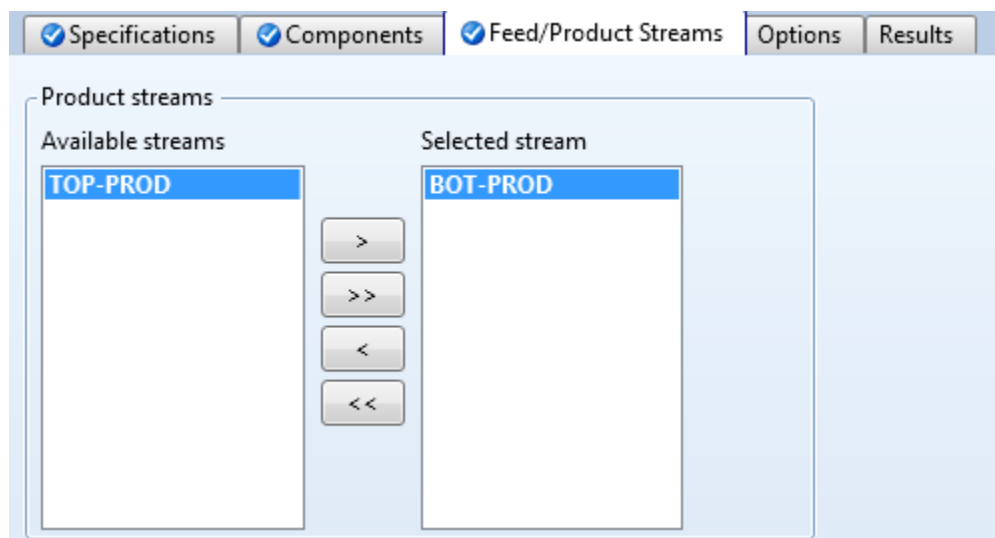 Specifications Components Feed/Product Streams Options Results
Product streams
Available streams Selected stream
TOP-PROD BOT-PROD
>
>>
<
<<